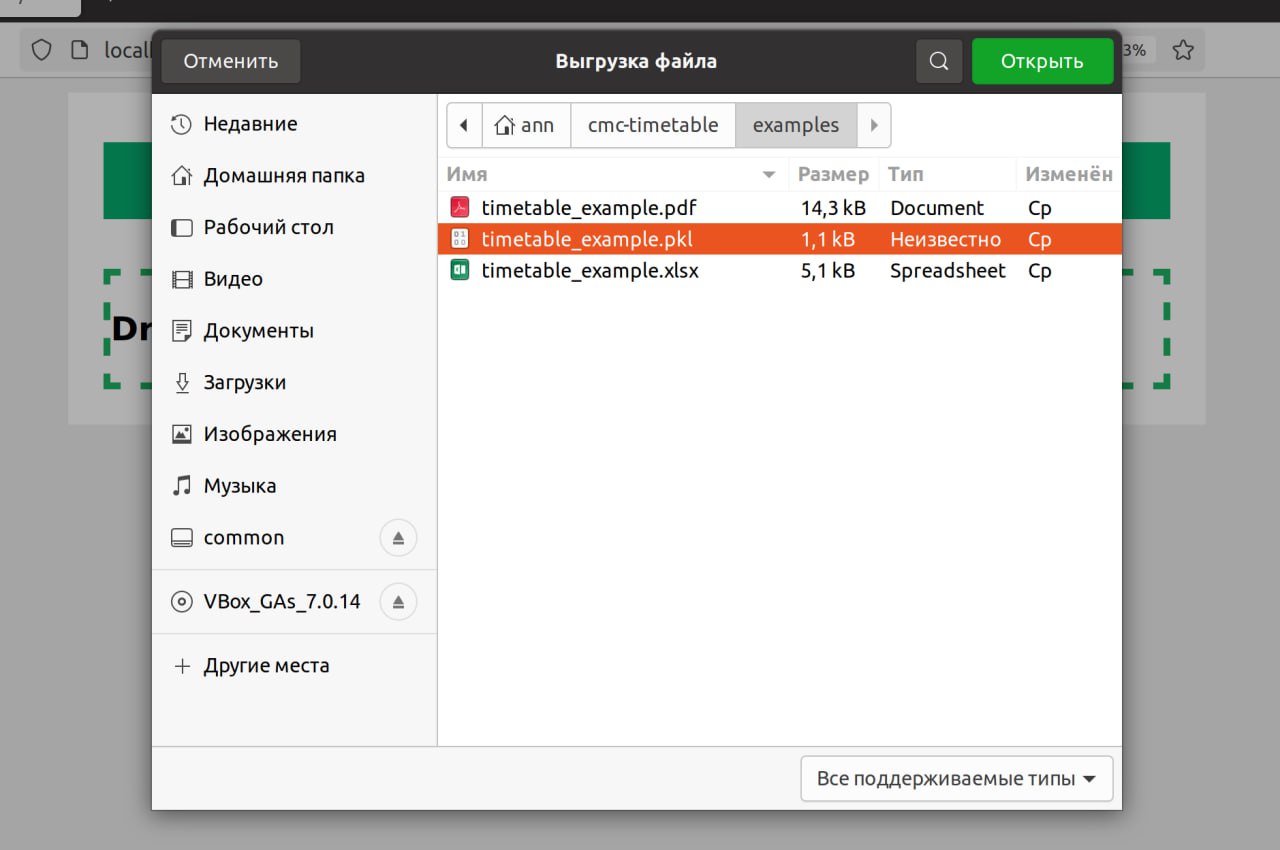 Отменить Выгрузка файла Открыть
3%
Недавние
Домашняя папка
Рабочий стол
Видео
Документы
Загрузки
Изображения
Музыка
common
VBox_GAs_7.0.14
Другие места
ann cmc-timetable examples
Имя Размер Тип Изменён
timetable_example.pdf 14,3 kB Document Ср
timetable_example.pkl 1,1 kB Неизвестно Ср
timetable_example.xlsx 5,1 kB Spreadsheet Ср
Все поддерживаемые типы